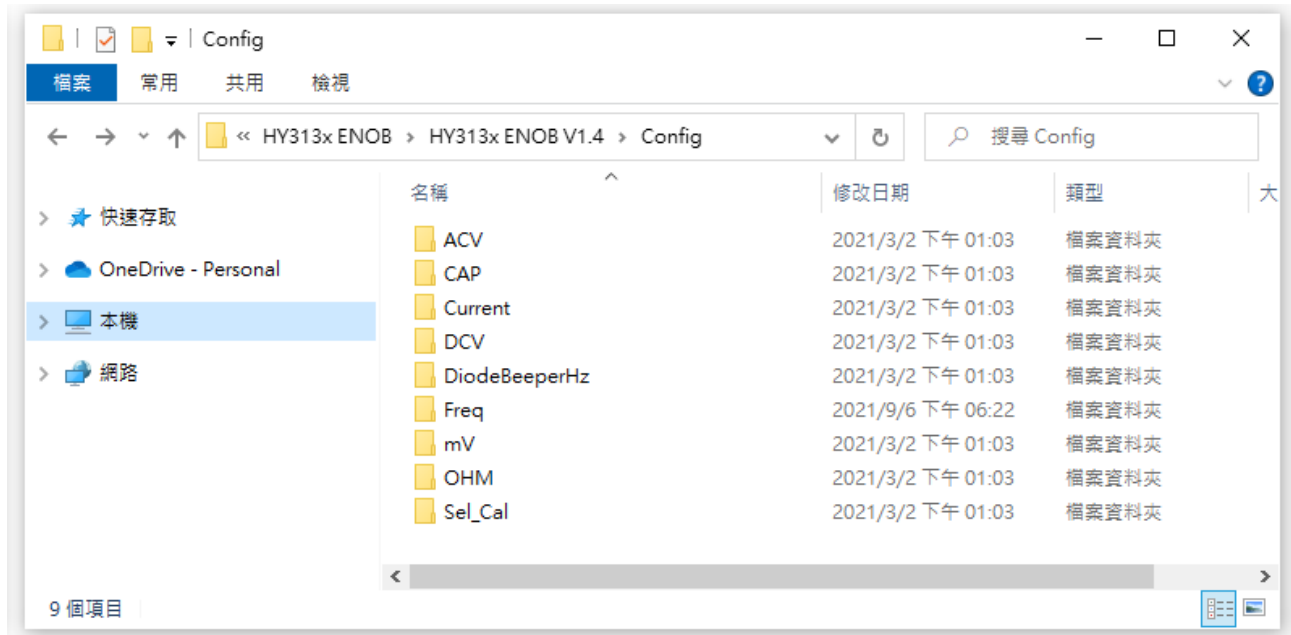 Config
檔案 常用 共用 檢視
« HY313x ENOB > HY313x ENOB V1.4 > Config 搜尋 Config
名稱 修改日期 類型 大
快速存取
OneDrive - Personal
本機
網路
ACV 2021/3/2 下午 01:03 檔案資料夾
CAP 2021/3/2 下午 01:03 檔案資料夾
Current 2021/3/2 下午 01:03 檔案資料夾
DCV 2021/3/2 下午 01:03 檔案資料夾
DiodeBeeperHz 2021/3/2 下午 01:03 檔案資料夾
Freq 2021/9/6 下午 06:22 檔案資料夾
mV 2021/3/2 下午 01:03 檔案資料夾
OHM 2021/3/2 下午 01:03 檔案資料夾
Sel_Cal 2021/3/2 下午 01:03 檔案資料夾
9 個項目